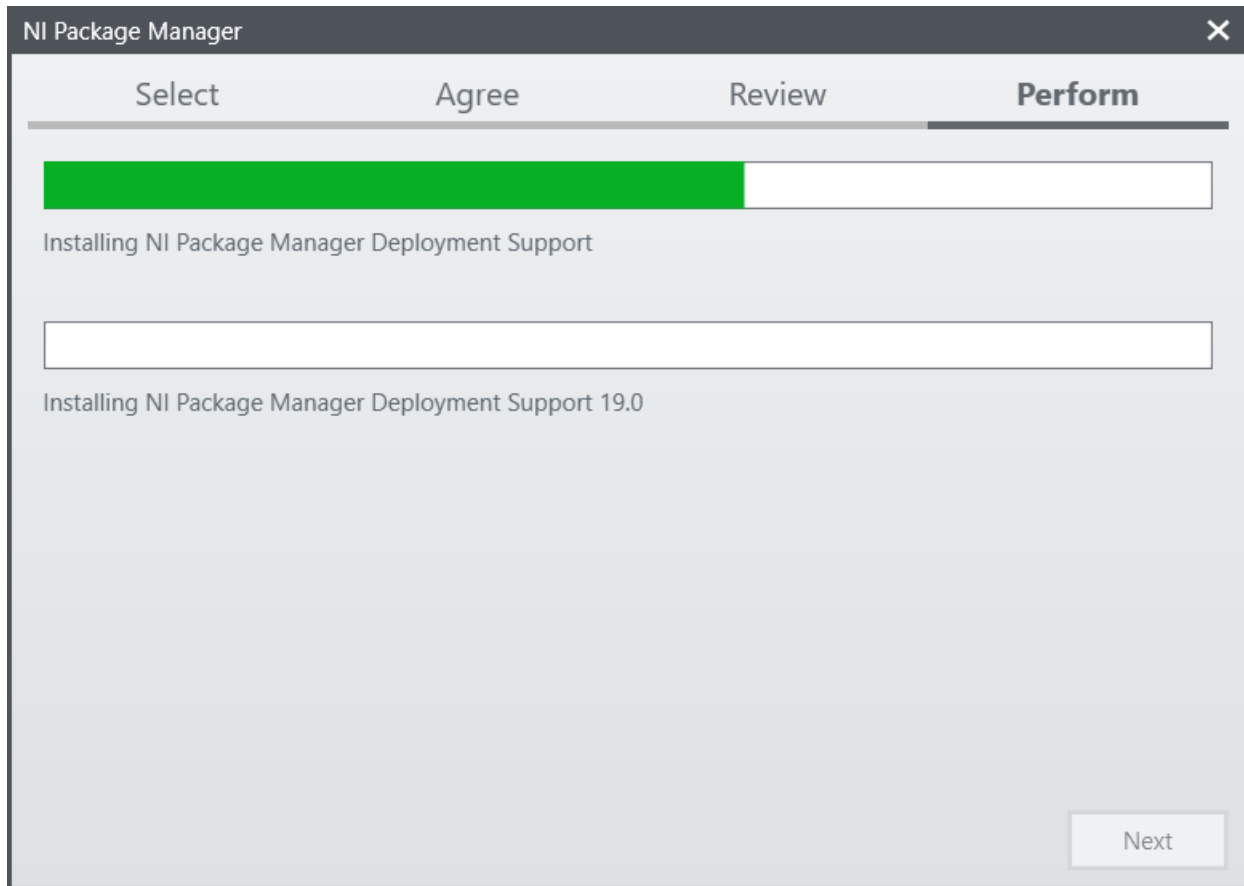 NI Package Manager
Select Agree Review Perform
Installing NI Package Manager Deployment Support
Installing NI Package Manager Deployment Support 19.0
Next